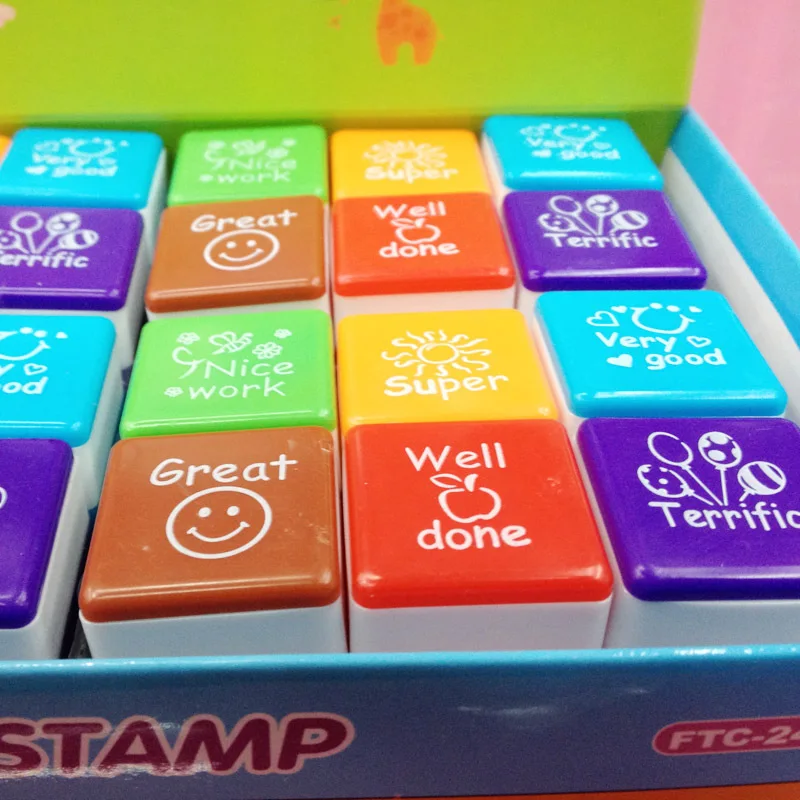 Very
good
Nice
work
Super
Very
good
Terrific
Great
Well
done
Terrific
Nice
work
Super
Very
good
Great
Well
done
Terrific
STAMP